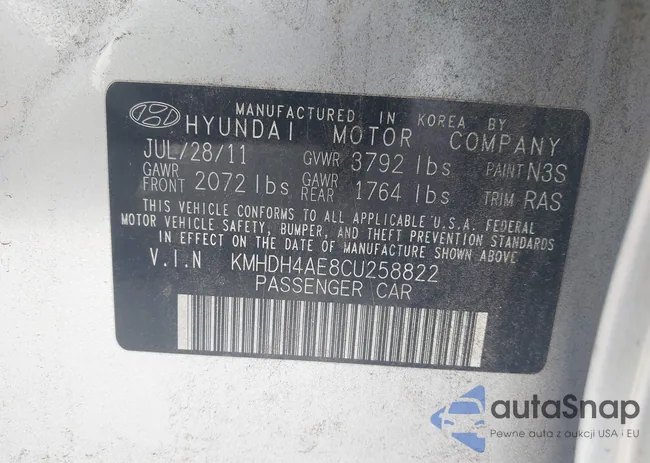 MANUFACTURED IN KOREA BY
HYUNDAI MOTOR COMPANY
JUL/28/11 GVWR 3792 lbs PAINT N3S
GAWR FRONT 2072 lbs GAWR REAR 1764 lbs TRIM RAS
THIS VEHICLE CONFORMS TO ALL APPLICABLE U.S.A. FEDERAL
MOTOR VEHICLE SAFETY, BUMPER, AND THEFT PREVENTION STANDARDS
IN EFFECT ON THE DATE OF MANUFACTURE SHOWN ABOVE
V.I.N KMHDH4AE8CU258822
PASSENGER CAR
autoSnap
Pewne auta z aukcji USA i EU